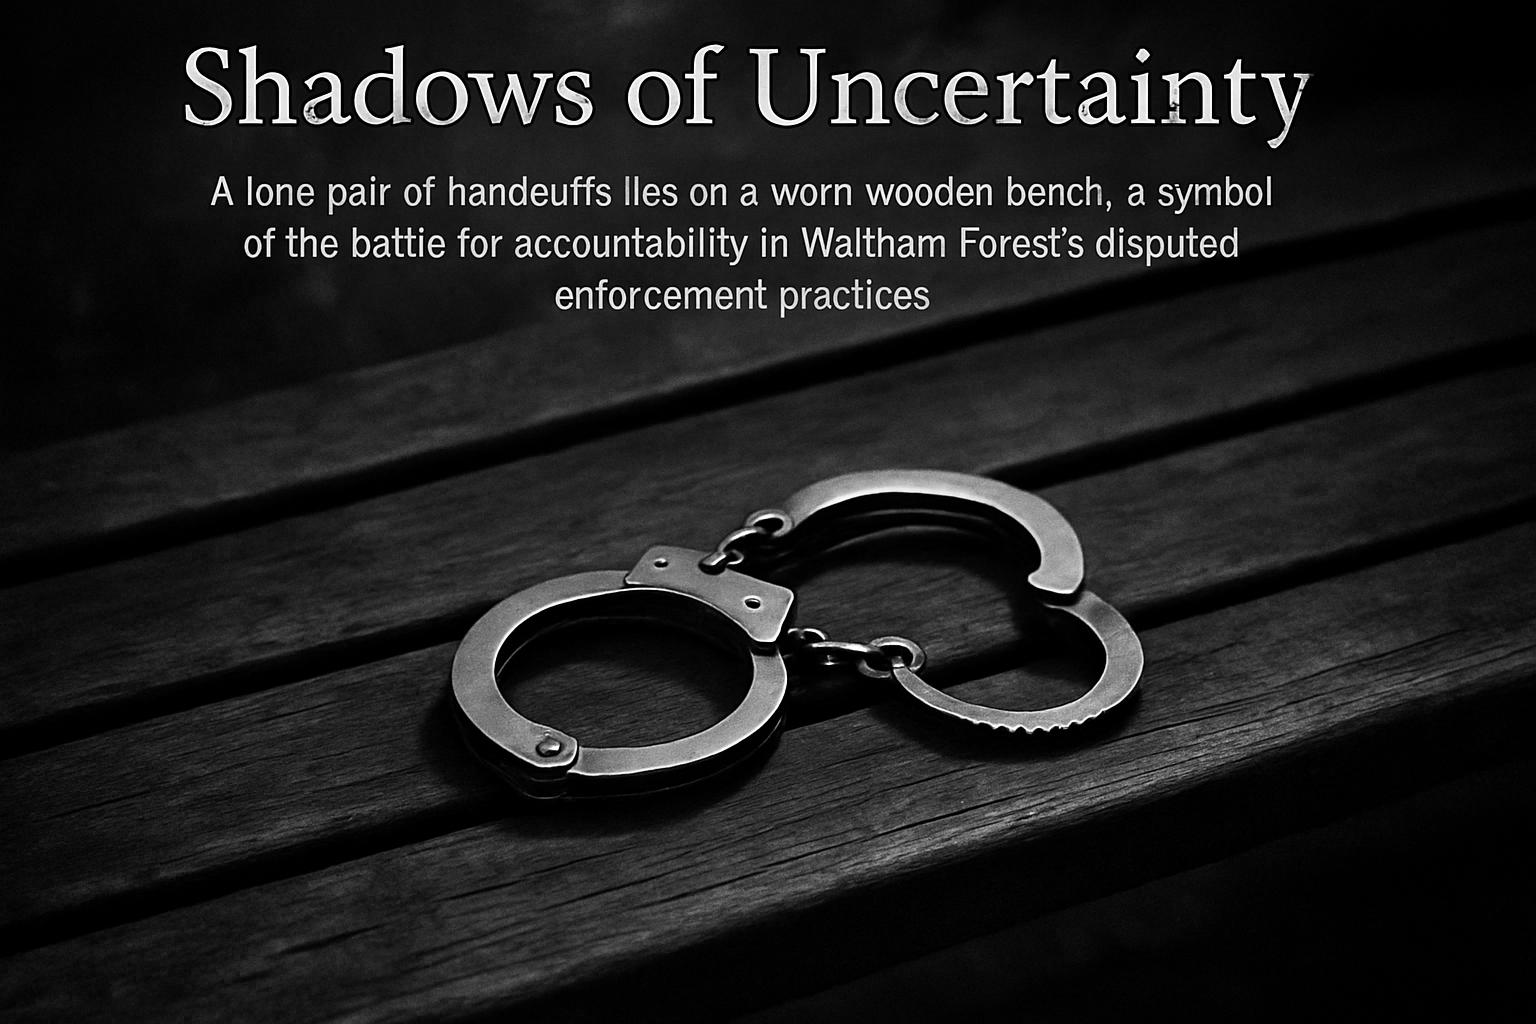 Shadows of Uncertainty
A lone pair of handeuffs lles on a worn wooden bench, a symbol
of the battie for accountability in Waltham Forest's disputed
enforcement practices